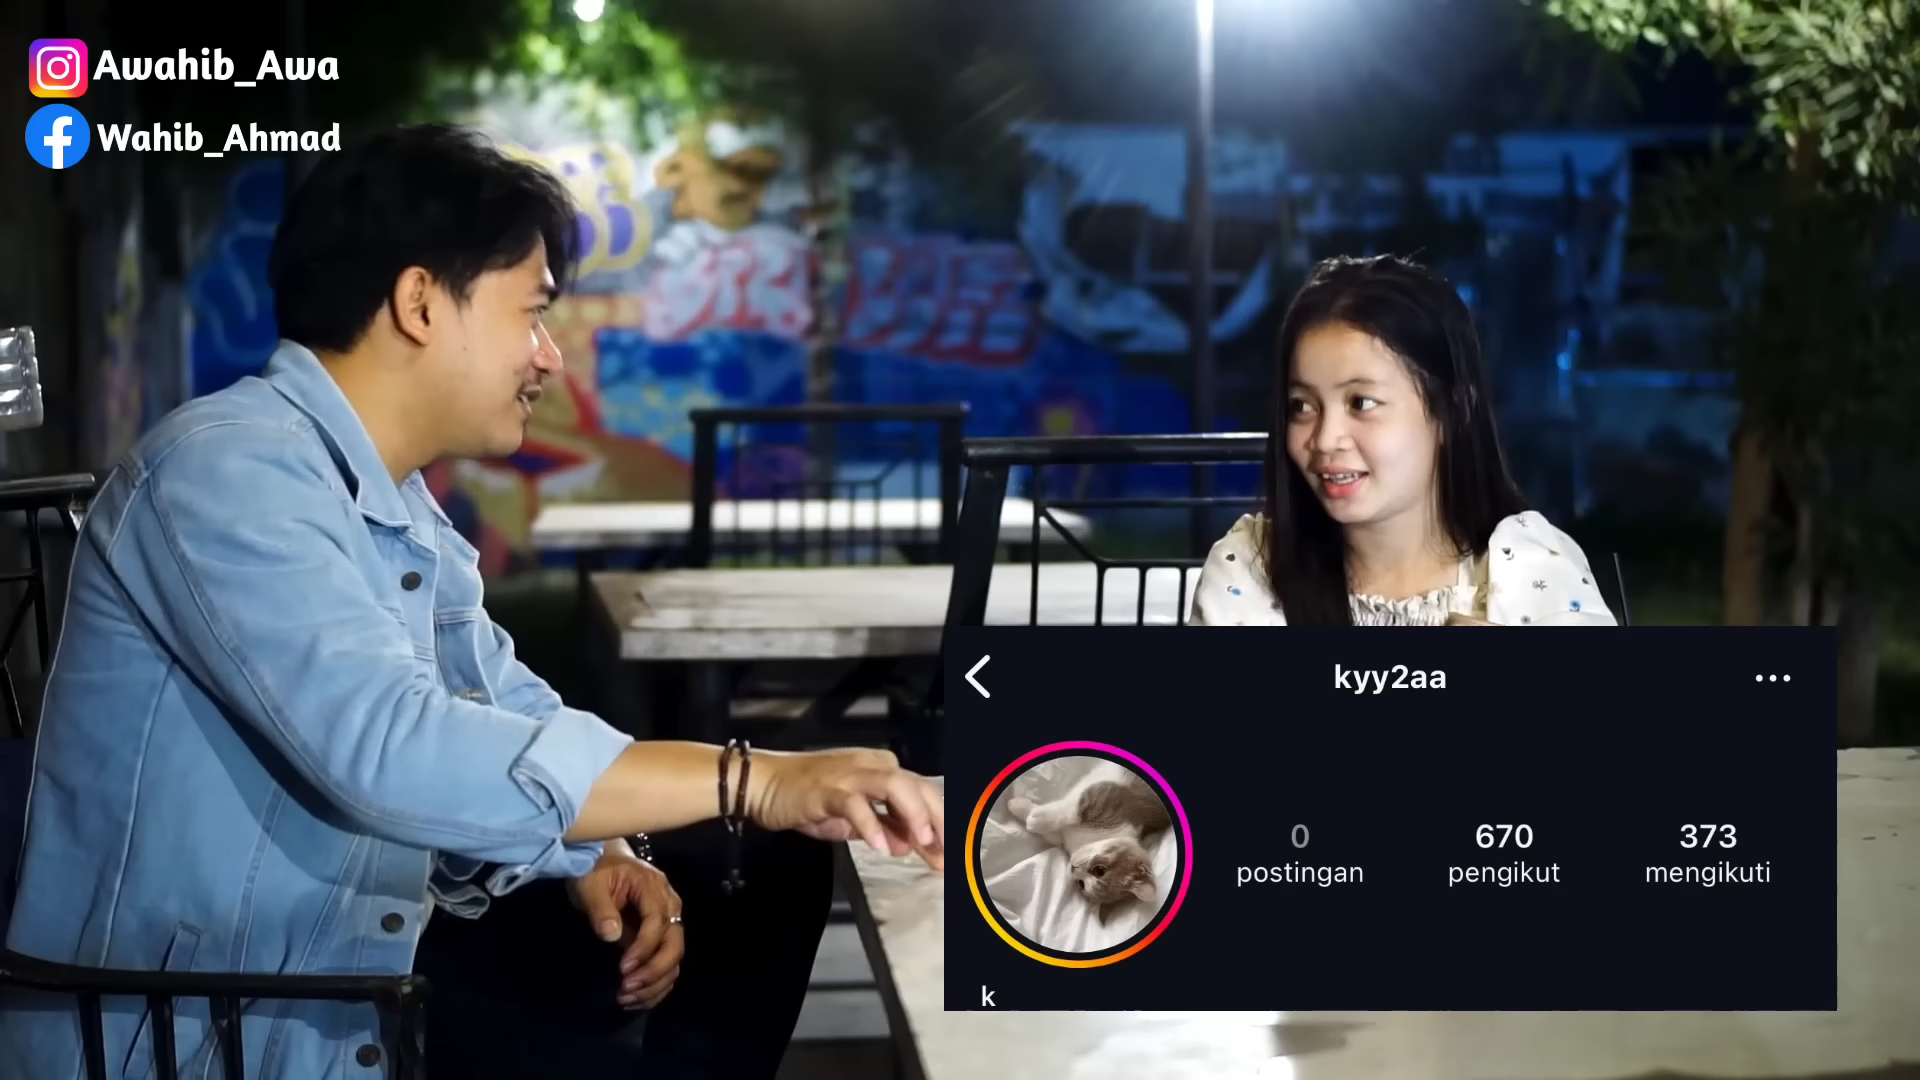 Awahib_Awa
Wahib_Ahmad
kyy2aa
0 670 373
postingan pengikut mengikuti
k